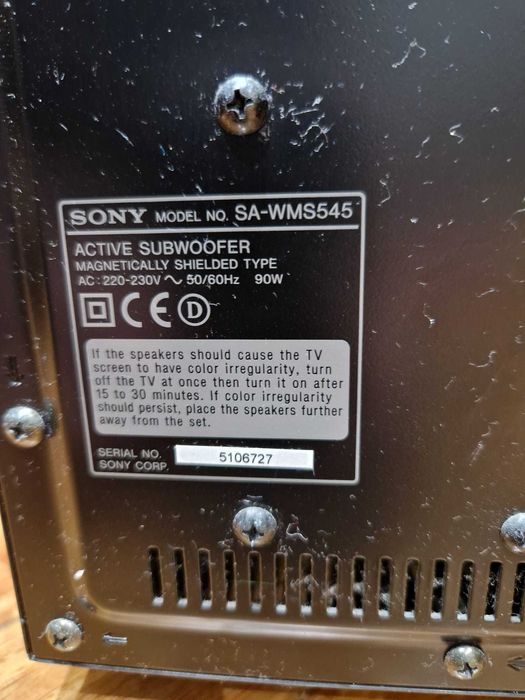 SONY MODEL NO. SA-WMS545
ACTIVE SUBWOOFER
MAGNETICALLY SHIELDED TYPE
AC : 220-230V ~ 50/60Hz 90W
CE D
If the speakers should cause the TV
screen to have color irregularity, turn
off the TV at once then turn it on after
15 to 30 minutes. If color irregularity
should persist, place the speakers further
away from the set.
SERIAL NO. 5106727
SONY CORP.